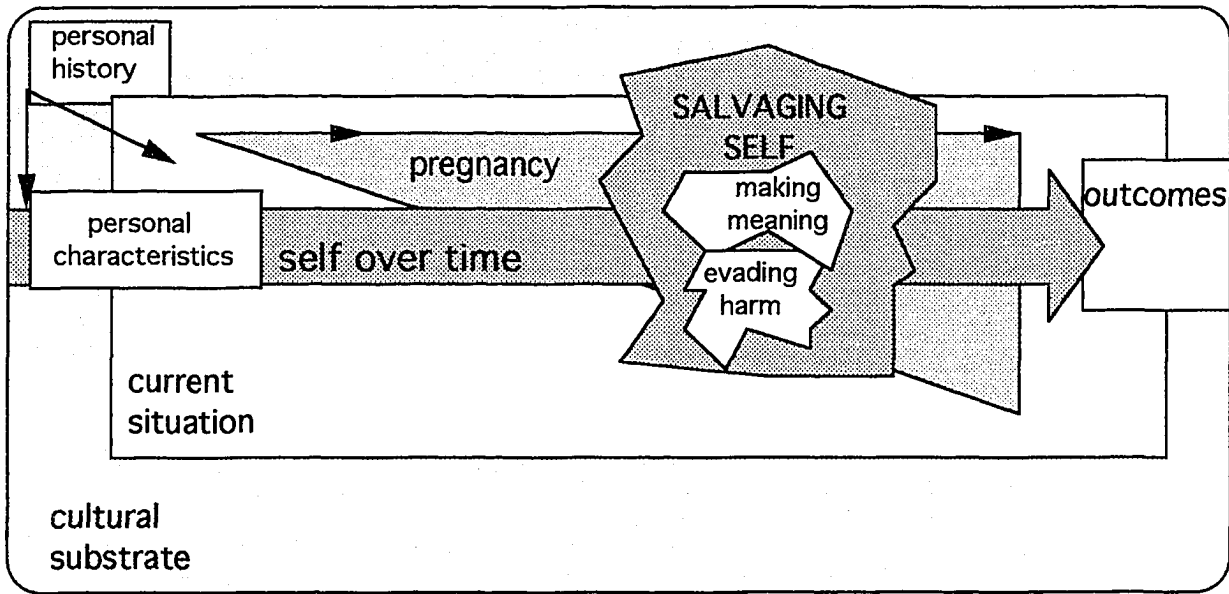 personal
history
SALVAGING
SELF
pregnancy
making
meaning
personal
characteristics
outcomes
self over time
evading
harm
current
situation
cultural
substrate